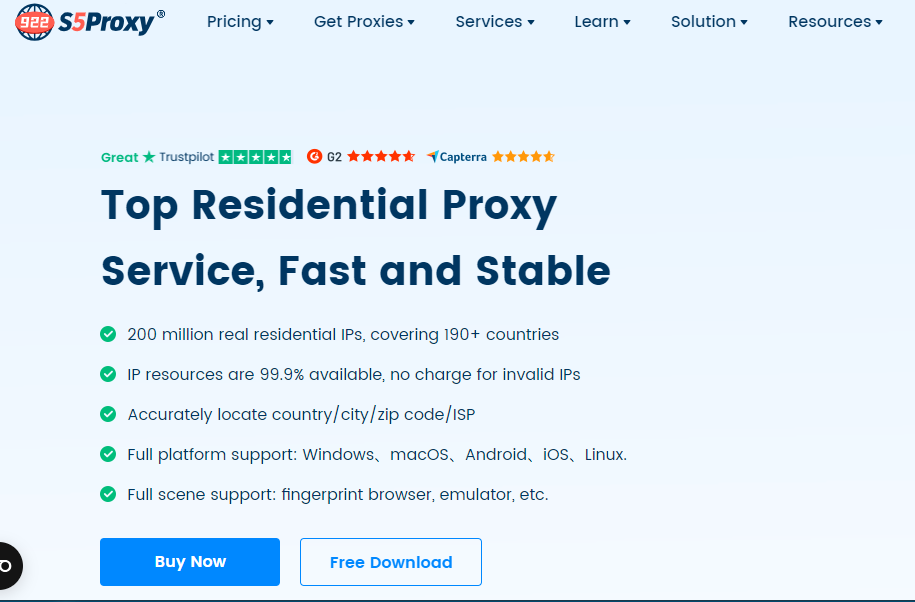 922 S5Proxy®
Pricing
Get Proxies
Services
Learn
Solution
Resources
Great Trustpilot G2 Capterra
Top Residential Proxy
Service, Fast and Stable
200 million real residential IPs, covering 190+ countries
IP resources are 99.9% available, no charge for invalid IPs
Accurately locate country/city/zip code/ISP
Full platform support: Windows、macOS、Android、iOS、Linux.
Full scene support: fingerprint browser, emulator, etc.
Buy Now
Free Download